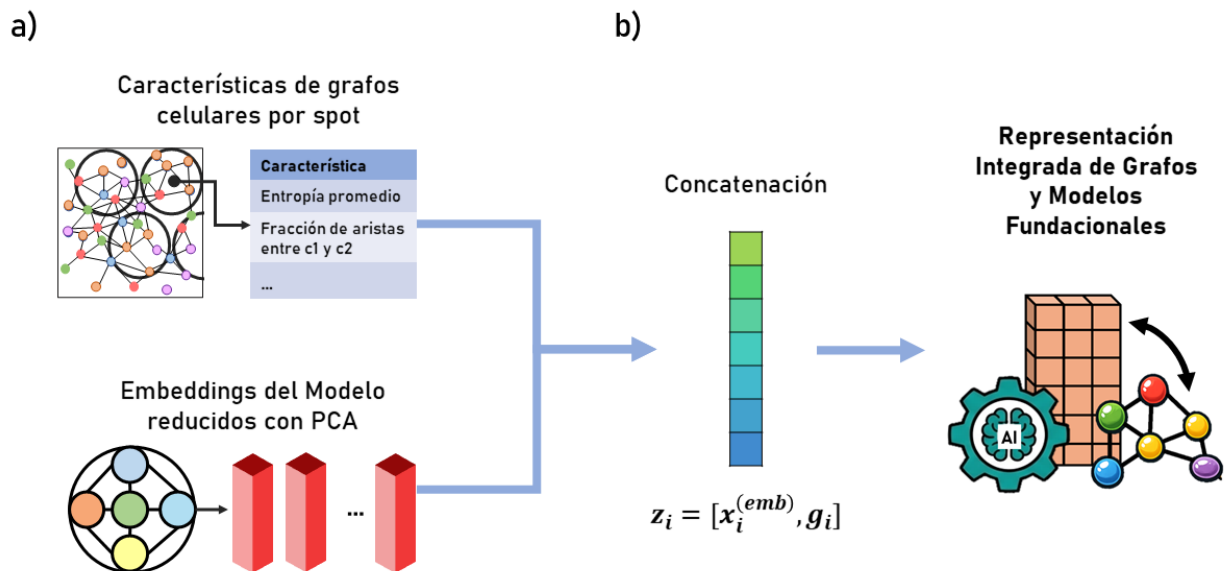 a)
Características de grafos
celulares por spot
Característica
Entropía promedio
Fracción de aristas
entre c1 y c2
...
Embeddings del Modelo
reducidos con PCA
...
b)
Concatenación
z_i = [x_i^(emb), g_i]
Representación
Integrada de Grafos
y Modelos
Fundacionales
AI